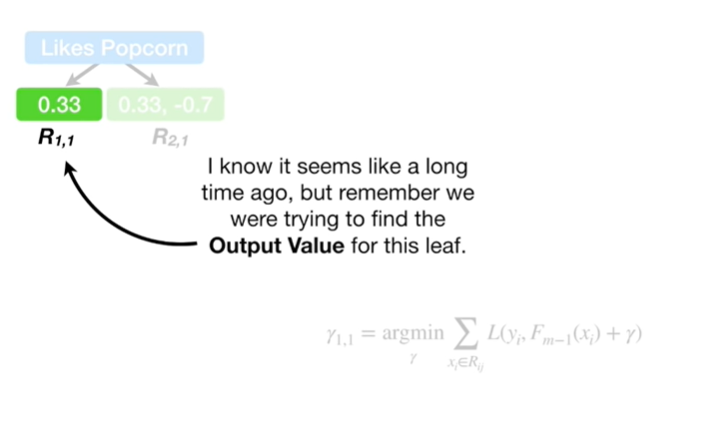 Likes Popcorn
0.33 0.33, -0.7
R1,1 R2,1
I know it seems like a long
time ago, but remember we
were trying to find the
Output Value for this leaf.
γ1,1 = argmin ∑ L(yi, Fm−1(xi) + γ)
γ xi∈Rij